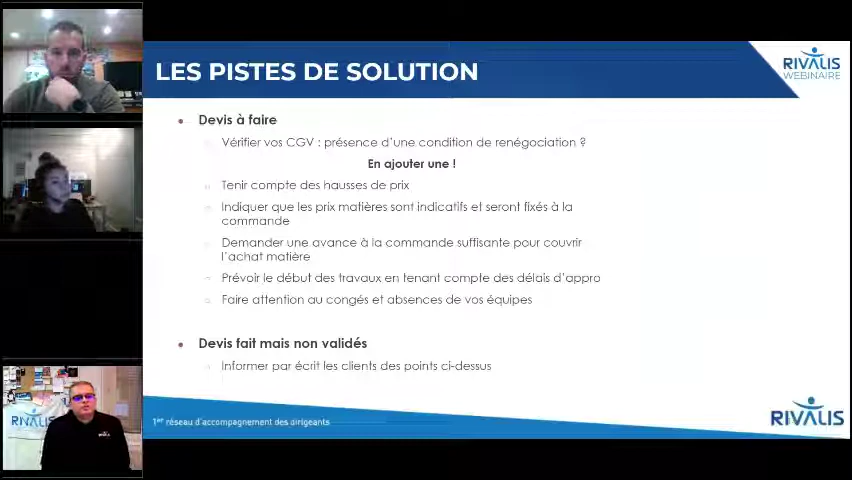 LES PISTES DE SOLUTION
RIVALIS
WEBINAIRE
Devis à faire
Vérifier vos CGV : présence d'une condition de renégociation ?
En ajouter une !
Tenir compte des hausses de prix
Indiquer que les prix matières sont indicatifs et seront fixés à la
commande
Demander une avance à la commande suffisante pour couvrir
l'achat matière
Prévoir le début des travaux en tenant compte des délais d'appro
Faire attention au congés et absences de vos équipes
Devis fait mais non validés
Informer par écrit les clients des points ci-dessus
RIVALIS
1er réseau d'accompagnement des dirigeants
RIVALIS